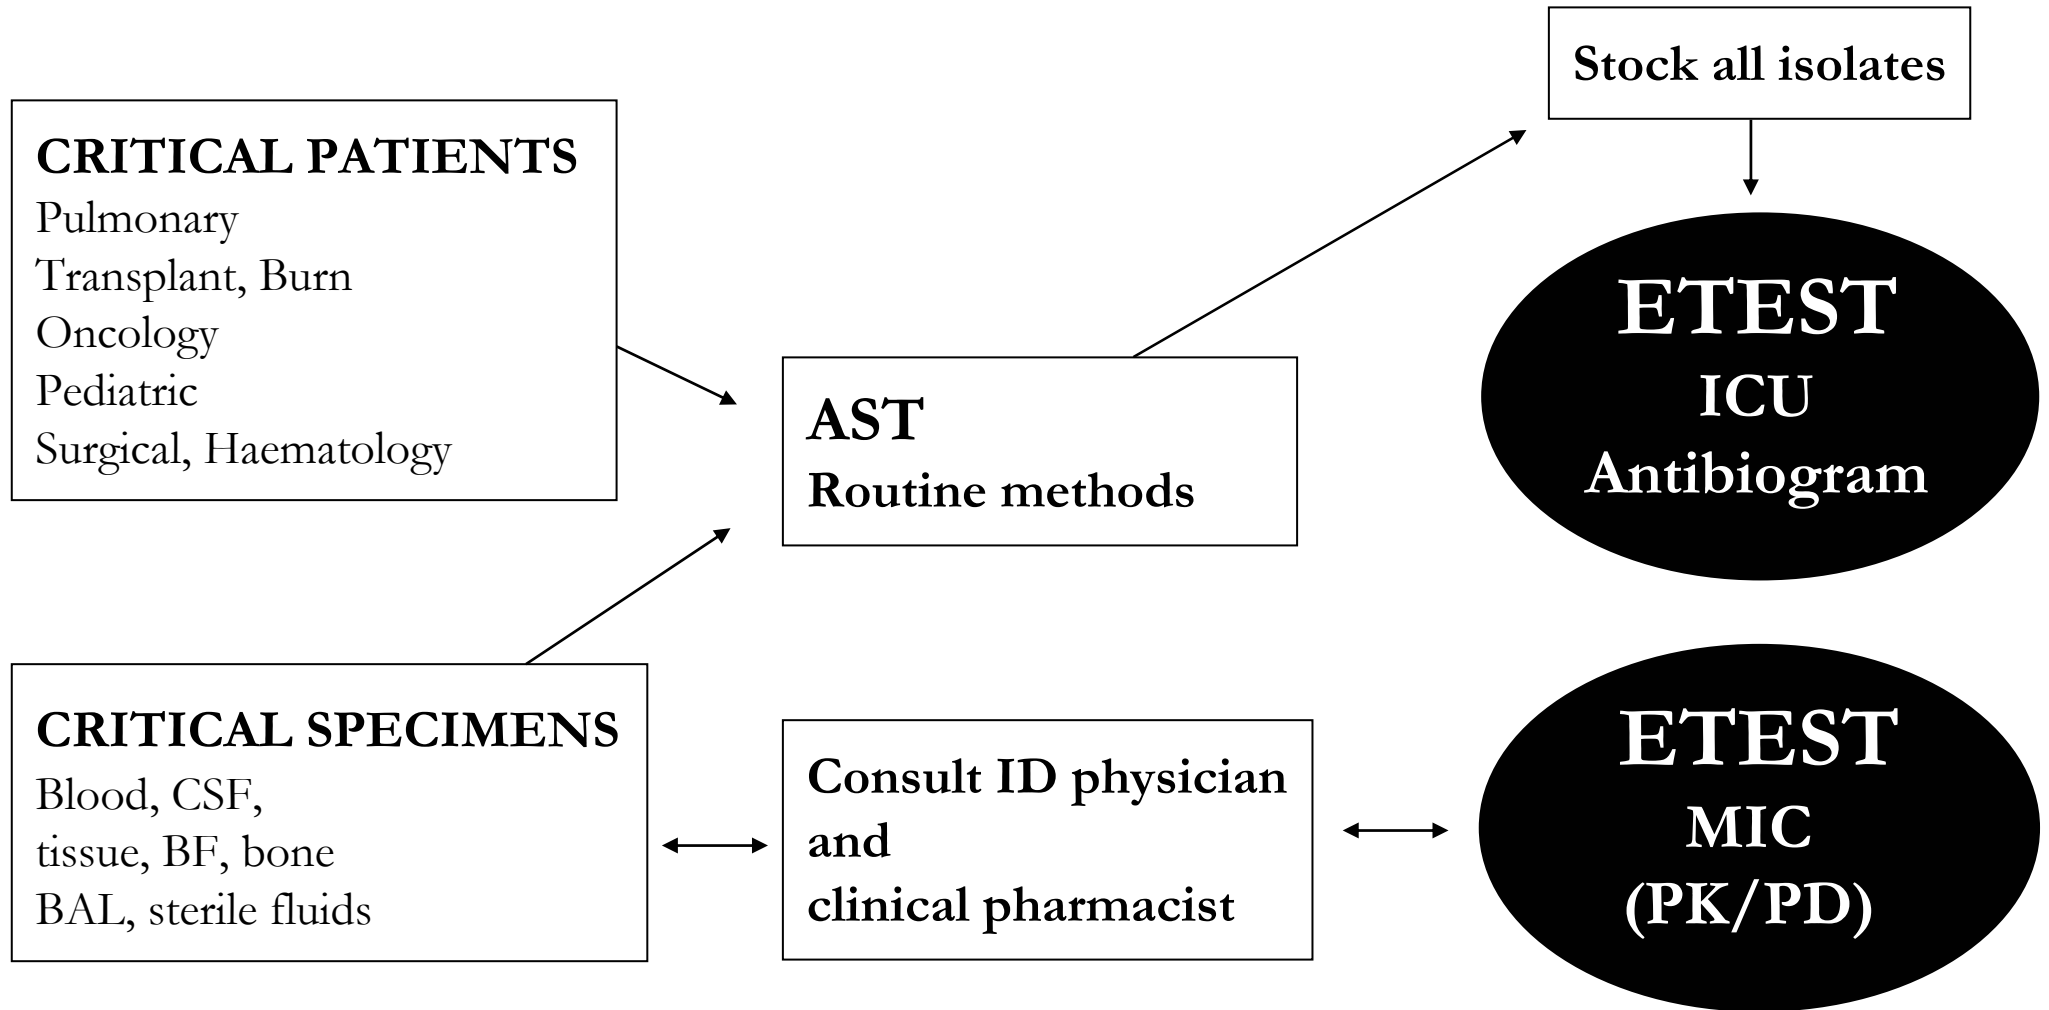 CRITICAL PATIENTS
Pulmonary
Transplant, Burn
Oncology
Pediatric
Surgical, Haematology
CRITICAL SPECIMENS
Blood, CSF,
tissue, BF, bone
BAL, sterile fluids
AST
Routine methods
Consult ID physician
and
clinical pharmacist
Stock all isolates
ETEST
ICU
Antibiogram
ETEST
MIC
(PK/PD)